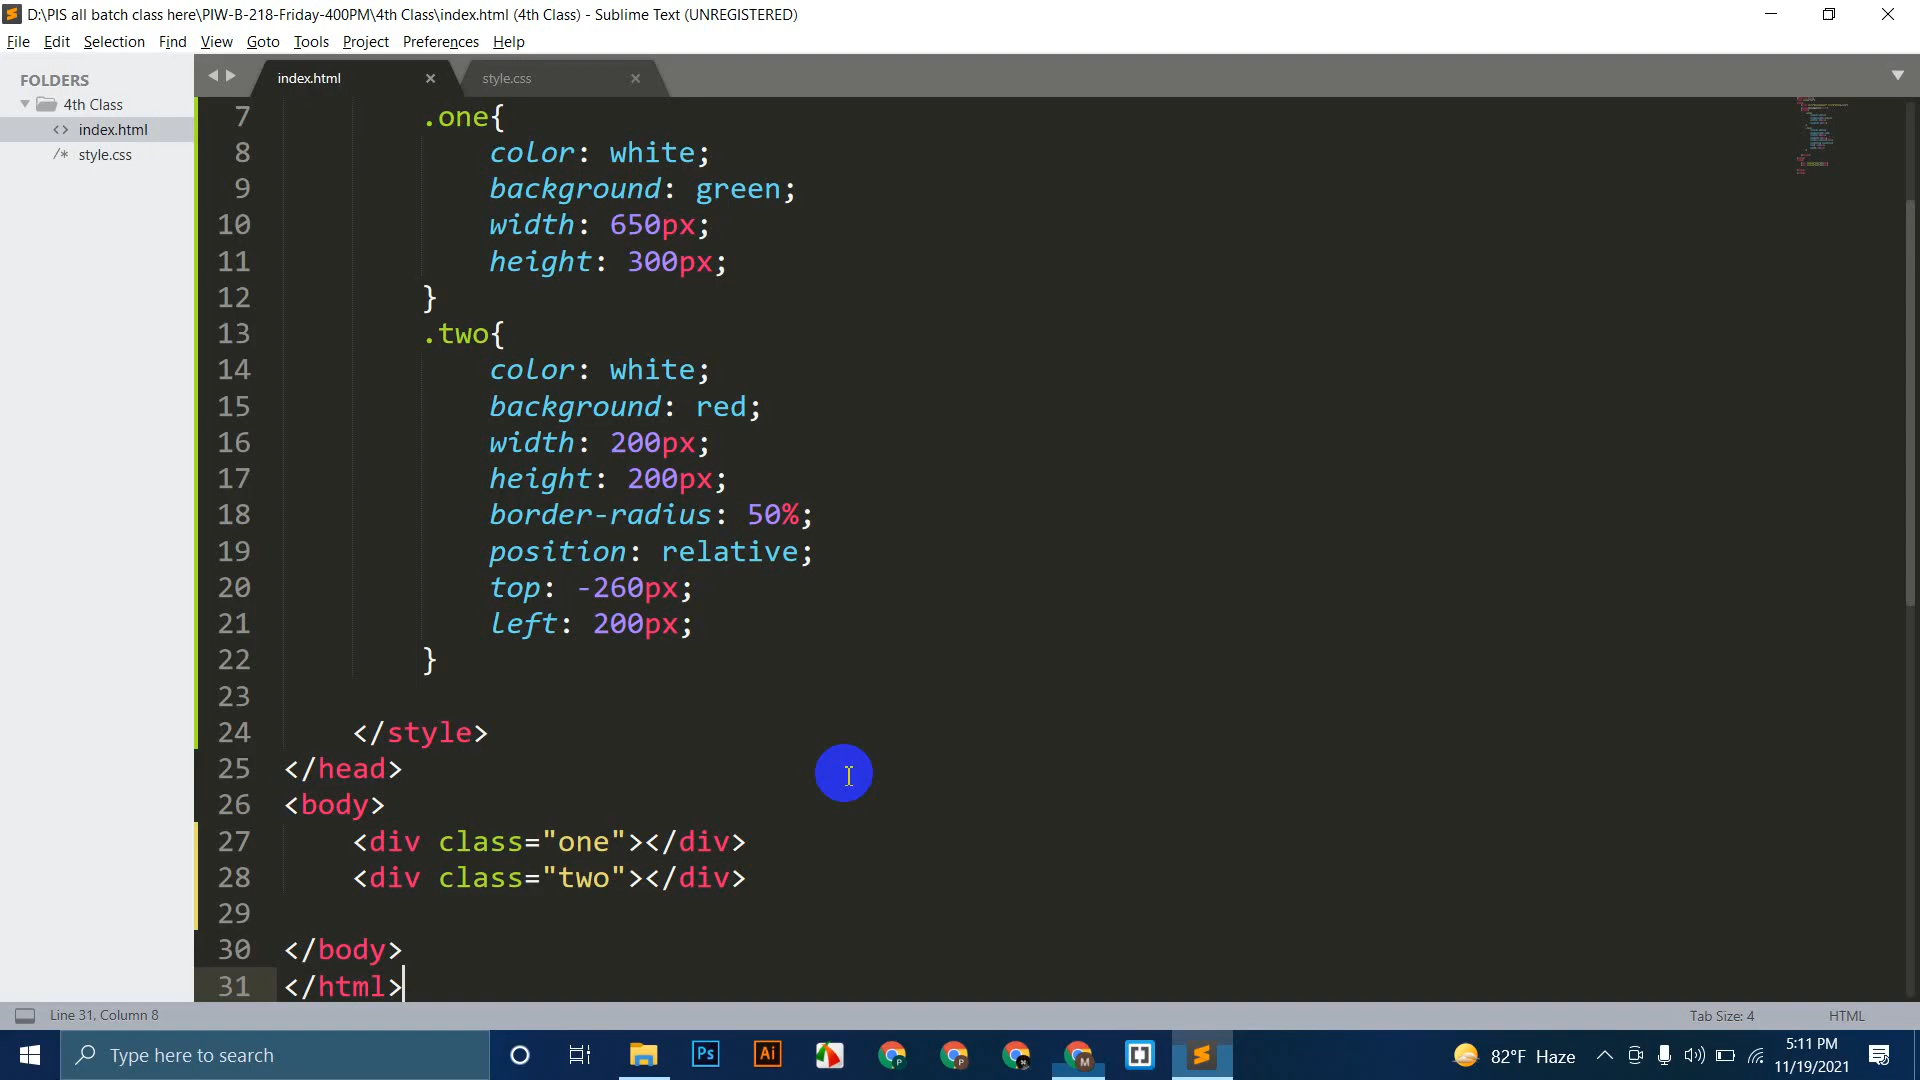 D:\PIS all batch class here\PIW-B-218-Friday-400PM\4th Class\index.html (4th Class) - Sublime Text (UNREGISTERED)
File Edit Selection Find View Goto Tools Project Preferences Help
FOLDERS
4th Class
<> index.html
/* style.css
index.html
style.css
7 .one{
8 color: white;
9 background: green;
10 width: 650px;
11 height: 300px;
12 }
13 .two{
14 color: white;
15 background: red;
16 width: 200px;
17 height: 200px;
18 border-radius: 50%;
19 position: relative;
20 top: -260px;
21 left: 200px;
22 }
23
24 </style>
25 </head>
26 <body>
27 <div class="one"></div>
28 <div class="two"></div>
29
30 </body>
31 </html>
Line 31, Column 8
Tab Size: 4
HTML
Type here to search
Ps
Ai
82°F Haze
5:11 PM
11/19/2021